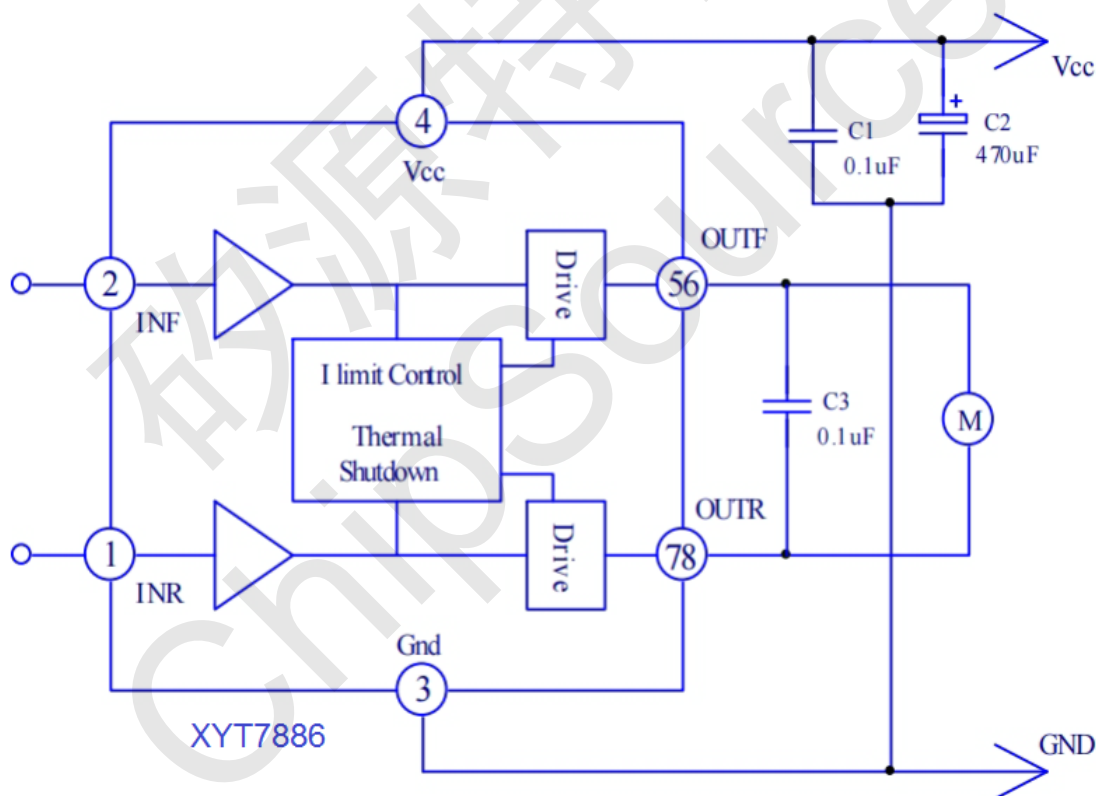 Vcc
4
Vcc
+
C1
0.1uF
C2
470uF
OUTF
2
INF
Drive
56
I limit Control
Thermal
Shutdown
C3
0.1uF
M
OUTR
1
INR
Drive
78
Gnd
3
XYT7886
GND
矽源特
ChipSource